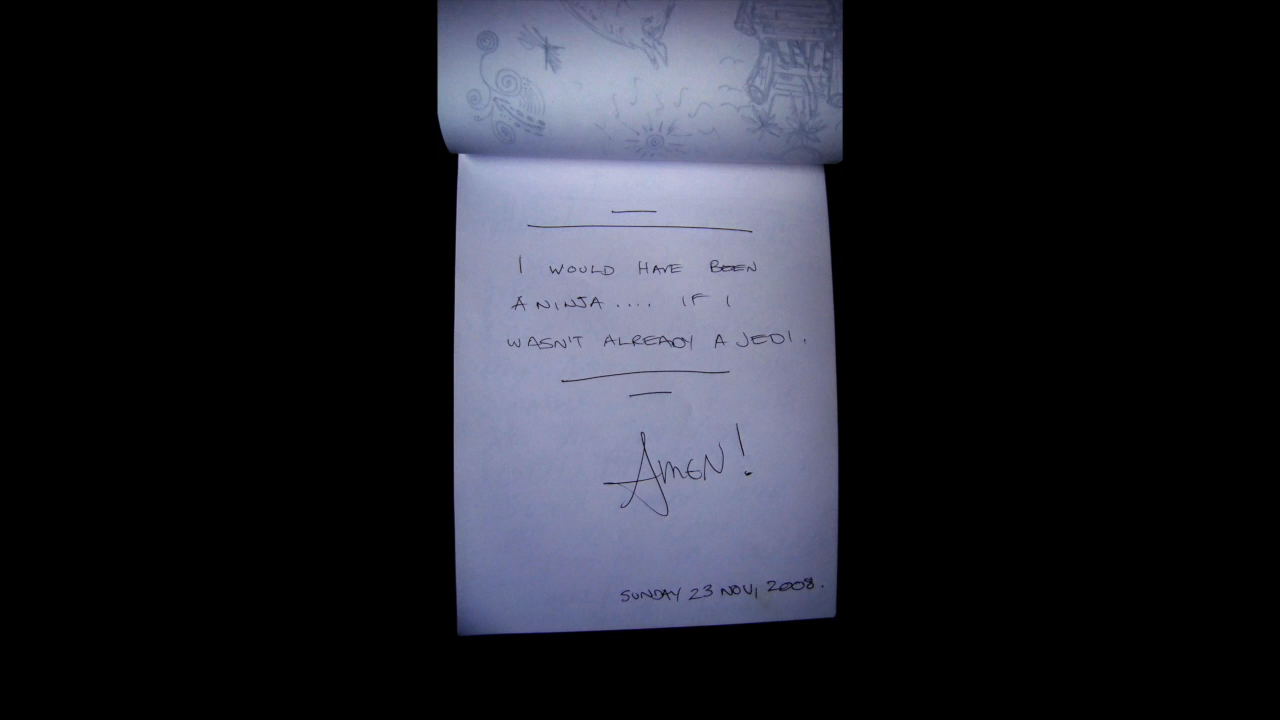 I WOULD HAVE BEEN
A NINJA.... IF I
WASN'T ALREADY A JEDI.
AMEN!
SUNDAY 23 NOV, 2008.